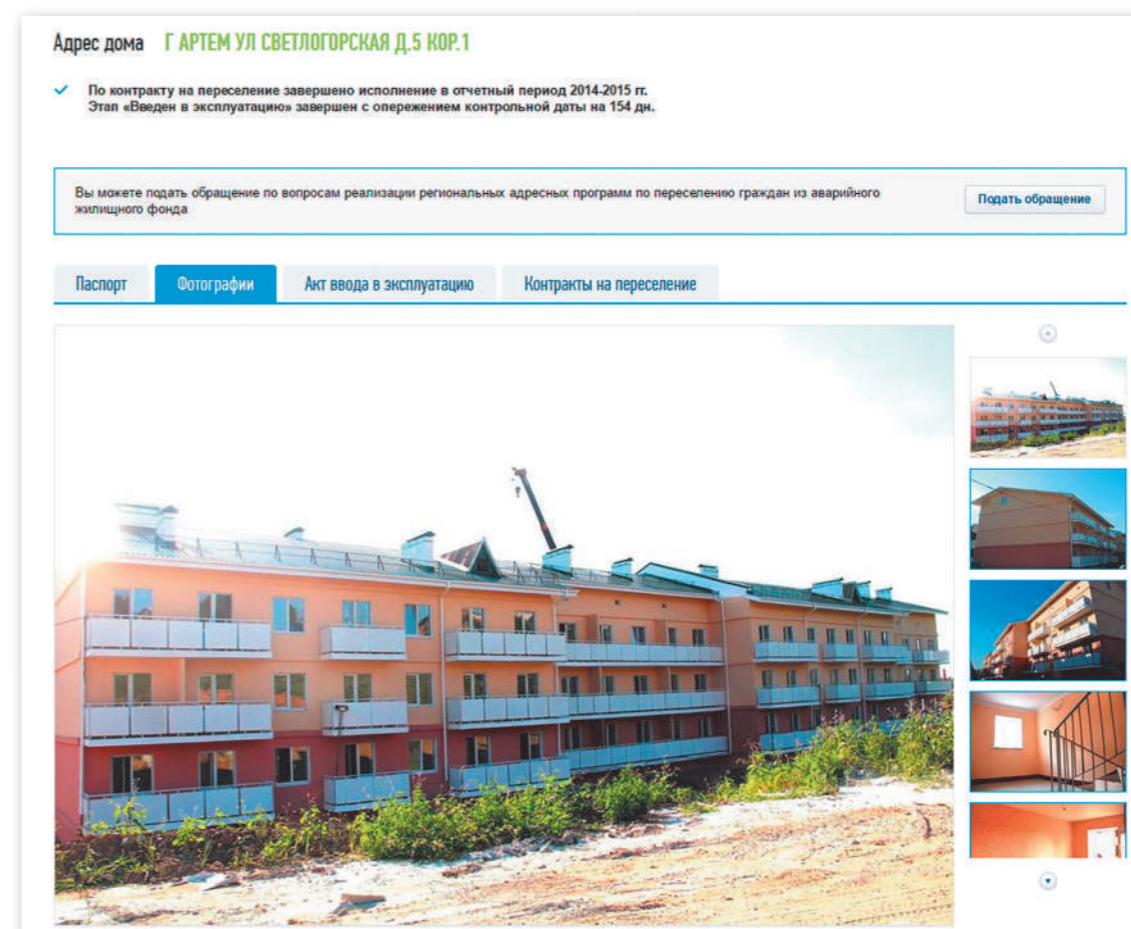 Адрес дома Г АРТЕМ УЛ СВЕТЛОГОРСКАЯ Д.5 КОР.1
По контракту на переселение завершено исполнение в отчетный период 2014-2015 гг.
Этап «Введен в эксплуатацию» завершен с опережением контрольной даты на 154 дн.
Вы можете подать обращение по вопросам реализации региональных адресных программ по переселению граждан из аварийного
жилищного фонда
Подать обращение
Паспорт Фотографии Акт ввода в эксплуатацию Контракты на переселение